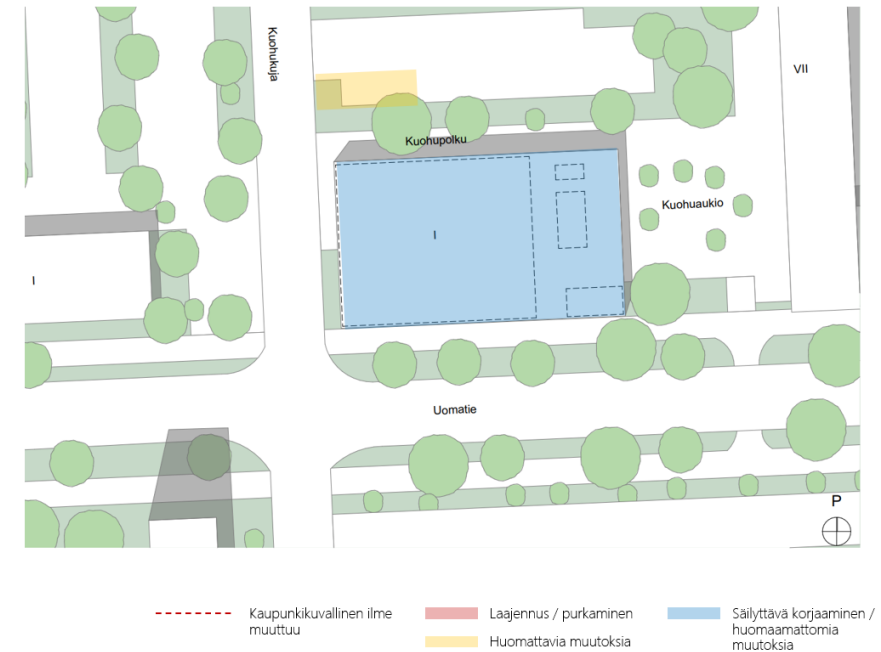 Kuohukuja
VII
Kuohupolku
Kuohuaukio
I
I
Uomatie
P
Kaupunkikuvallinen ilme
muuttuu
Laajennus / purkaminen
Huomattavia muutoksia
Säilyttävä korjaaminen /
huomaamattomia
muutoksia